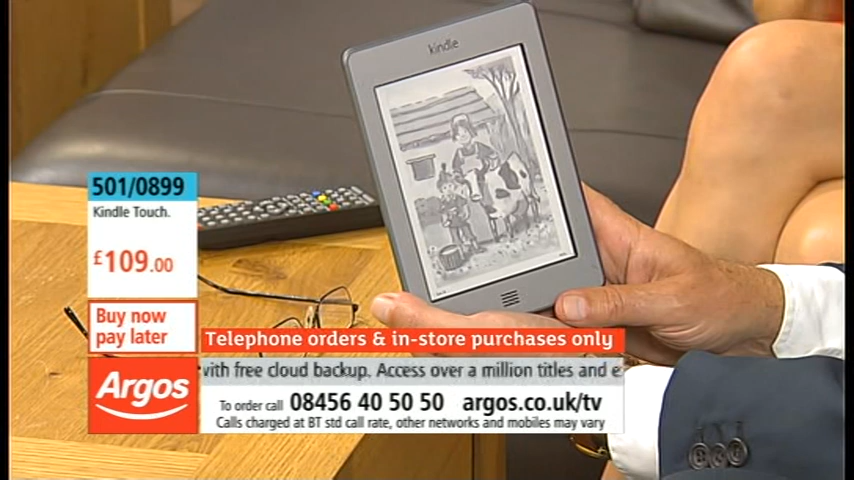 kindle
501/0899
Kindle Touch.
£109.00
Buy now
pay later
Telephone orders & in-store purchases only
Argos
with free cloud backup. Access over a million titles and e
To order call 08456 40 50 50 argos.co.uk/tv
Calls charged at BT std call rate, other networks and mobiles may vary